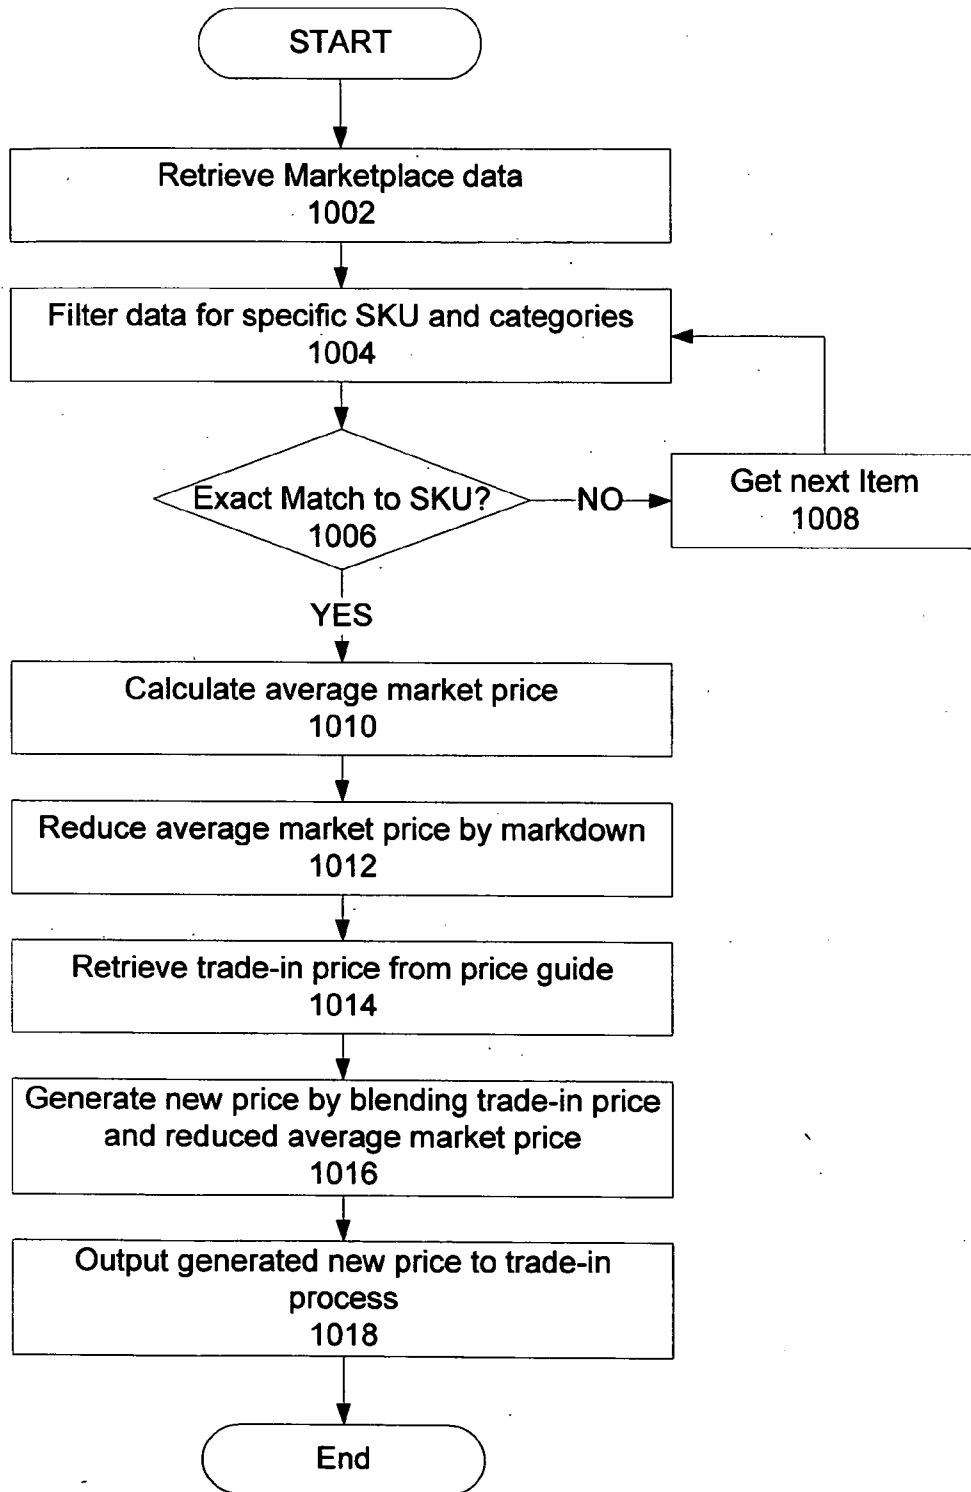 START
Retrieve Marketplace data
1002
Filter data for specific SKU and categories
1004
Exact Match to SKU?
1006
NO
Get next Item
1008
YES
Calculate average market price
1010
Reduce average market price by markdown
1012
Retrieve trade-in price from price guide
1014
Generate new price by blending trade-in price
and reduced average market price
1016
Output generated new price to trade-in
process
1018
End